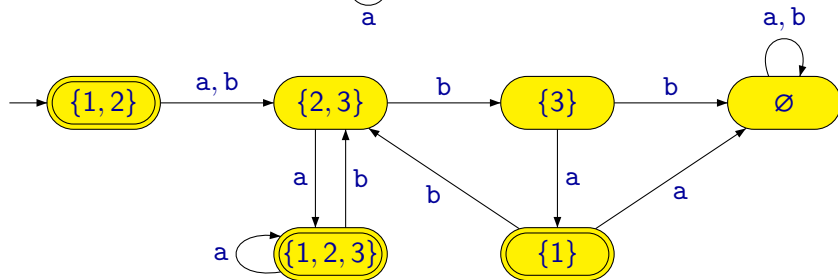 a
a, b
{1, 2}
a, b
{2, 3}
b
{3}
b
∅
a
b
b
a
a
a
{1, 2, 3}
{1}